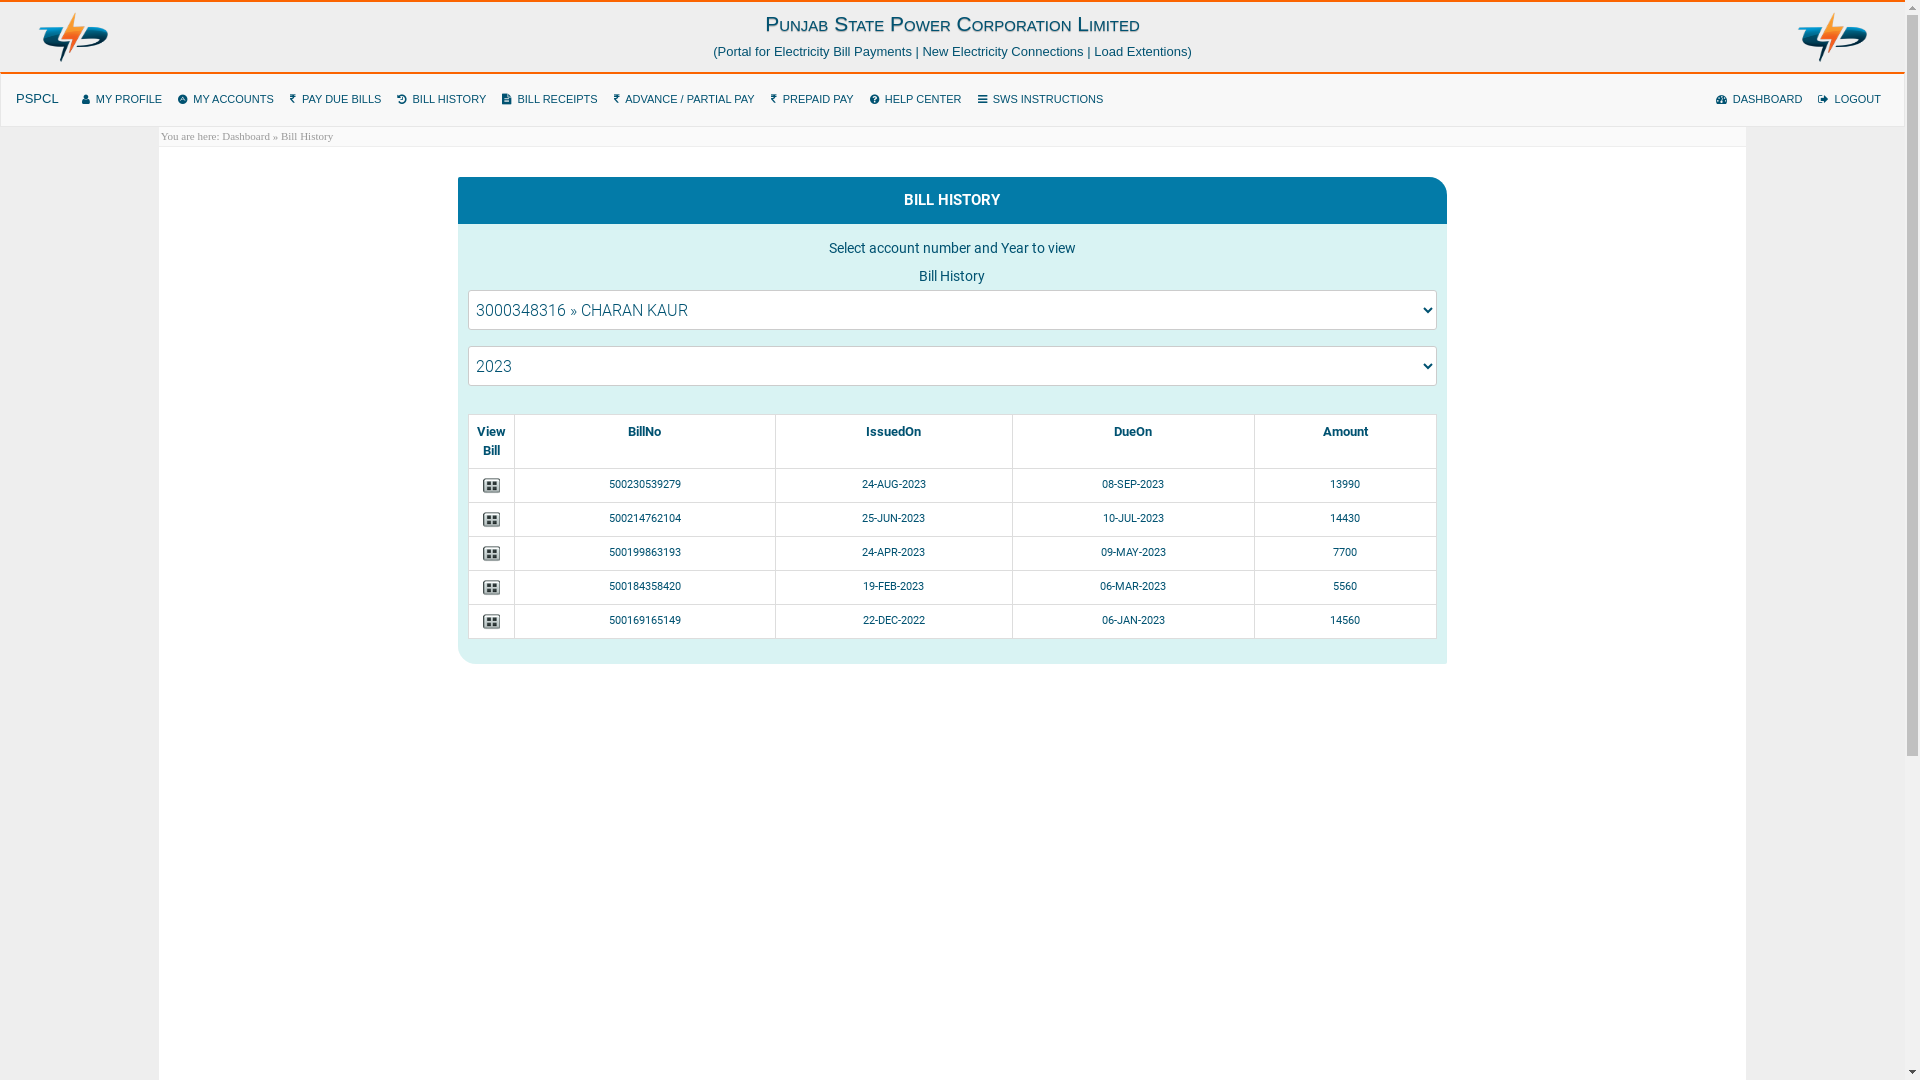 Punjab State Power Corporation Limited
(Portal for Electricity Bill Payments | New Electricity Connections | Load Extentions)
PSPCL MY PROFILE MY ACCOUNTS PAY DUE BILLS BILL HISTORY BILL RECEIPTS ADVANCE / PARTIAL PAY PREPAID PAY HELP CENTER SWS INSTRUCTIONS DASHBOARD LOGOUT
You are here: Dashboard » Bill History
BILL HISTORY
Select account number and Year to view
Bill History
3000348316 » CHARAN KAUR
2023
View Bill BillNo IssuedOn DueOn Amount
500230539279 24-AUG-2023 08-SEP-2023 13990
500214762104 25-JUN-2023 10-JUL-2023 14430
500199863193 24-APR-2023 09-MAY-2023 7700
500184358420 19-FEB-2023 06-MAR-2023 5560
500169165149 22-DEC-2022 06-JAN-2023 14560